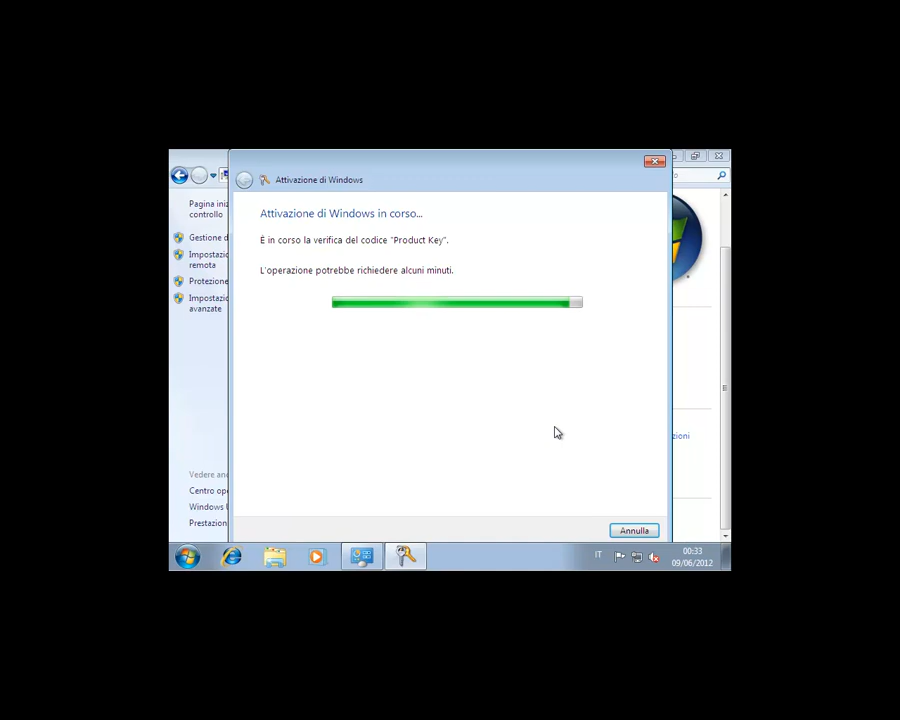 Attivazione di Windows
Attivazione di Windows in corso...
È in corso la verifica del codice "Product Key".
L'operazione potrebbe richiedere alcuni minuti.
Annulla
Pagina iniz
controllo
Gestione d
Impostazio
remota
Protezione
Impostazio
avanzate
Vedere anc
Centro ope
Windows U
Prestazion
zioni
IT
00:33
09/06/2012